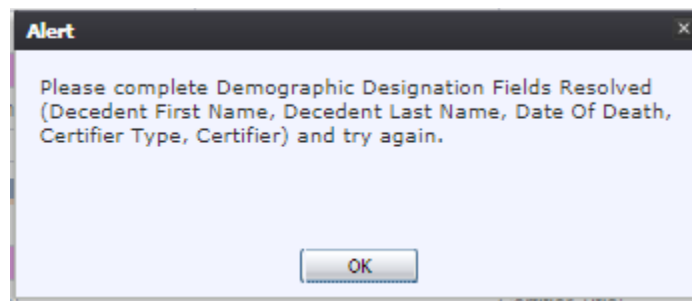 Alert
Please complete Demographic Designation Fields Resolved
(Decedent First Name, Decedent Last Name, Date Of Death,
Certifier Type, Certifier) and try again.
OK